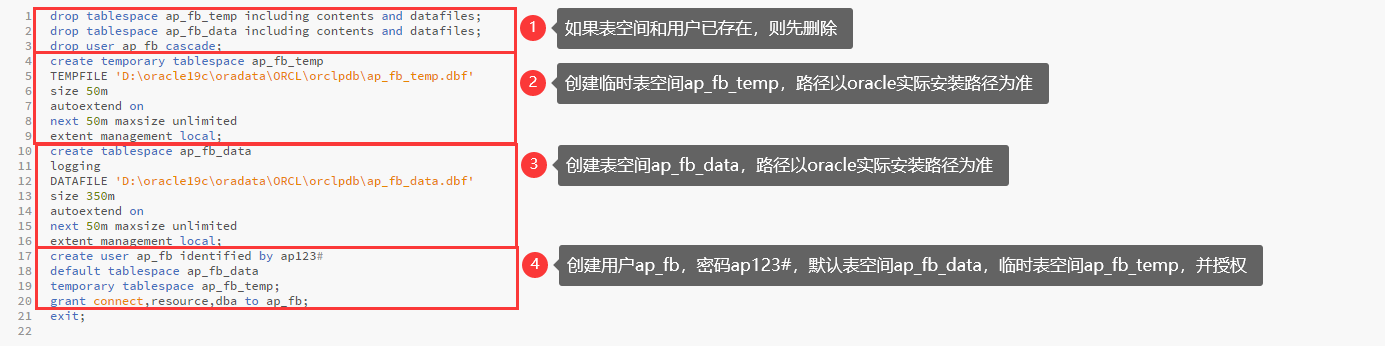 1 drop tablespace ap_fb_temp including contents and datafiles;
2 drop tablespace ap_fb_data including contents and datafiles;
3 drop user ap_fb cascade;
1 如果表空间和用户已存在，则先删除
4 create temporary tablespace ap_fb_temp
5 TEMPFILE 'D:\oracle19c\oradata\ORCL\orclpdb\ap_fb_temp.dbf'
6 size 50m
7 autoextend on
8 next 50m maxsize unlimited
9 extent management local;
2 创建临时表空间ap_fb_temp，路径以oracle实际安装路径为准
10 create tablespace ap_fb_data
11 logging
12 DATAFILE 'D:\oracle19c\oradata\ORCL\orclpdb\ap_fb_data.dbf'
13 size 350m
14 autoextend on
15 next 50m maxsize unlimited
16 extent management local;
3 创建表空间ap_fb_data，路径以oracle实际安装路径为准
17 create user ap_fb identified by ap123#
18 default tablespace ap_fb_data
19 temporary tablespace ap_fb_temp;
20 grant connect,resource,dba to ap_fb;
4 创建用户ap_fb，密码ap123#，默认表空间ap_fb_data，临时表空间ap_fb_temp，并授权
21 exit;
22